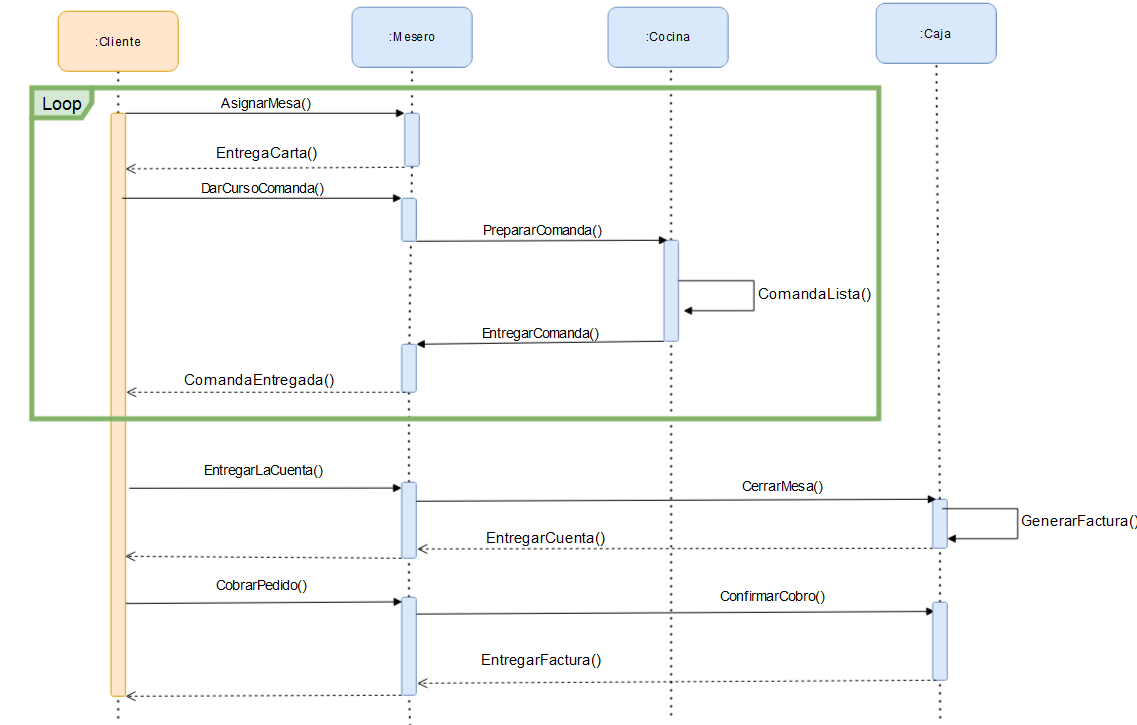 :Cliente
:Mesero
:Cocina
:Caja
Loop
AsignarMesa()
EntregaCarta()
DarCursoComanda()
PrepararComanda()
ComandaLista()
EntregarComanda()
ComandaEntregada()
EntregarLaCuenta()
CerrarMesa()
GenerarFactura()
EntregarCuenta()
CobrarPedido()
ConfirmarCobro()
EntregarFactura()